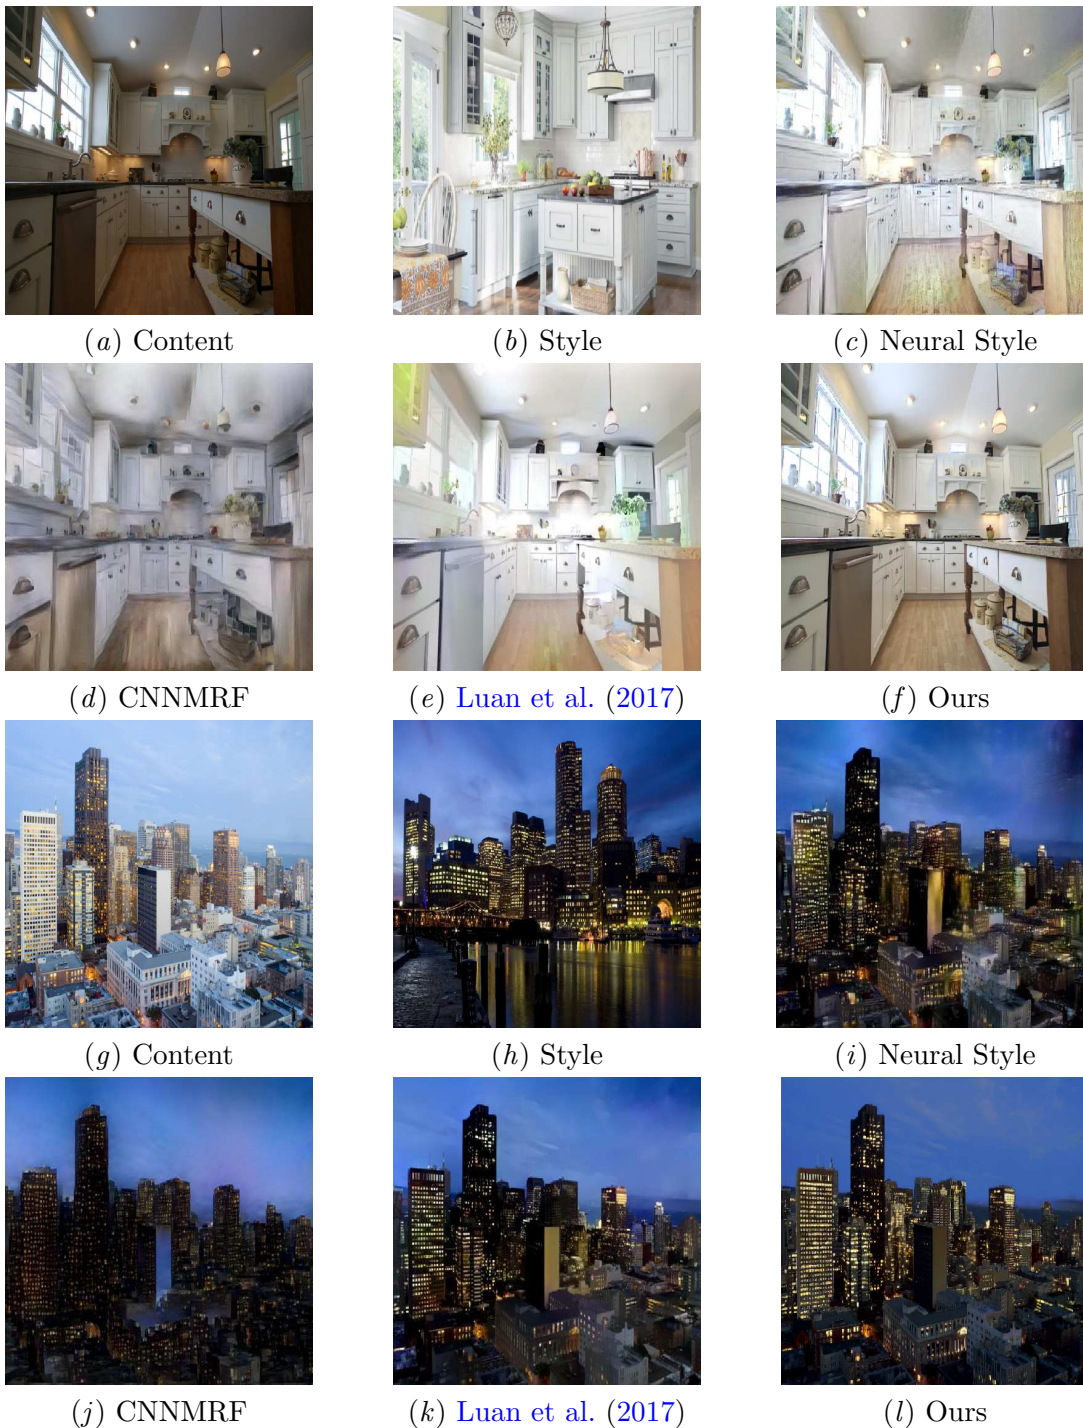 (a) Content
(b) Style
(c) Neural Style
(d) CNNMRF
(e) Luan et al. (2017)
(f) Ours
(g) Content
(h) Style
(i) Neural Style
(j) CNNMRF
(k) Luan et al. (2017)
(l) Ours